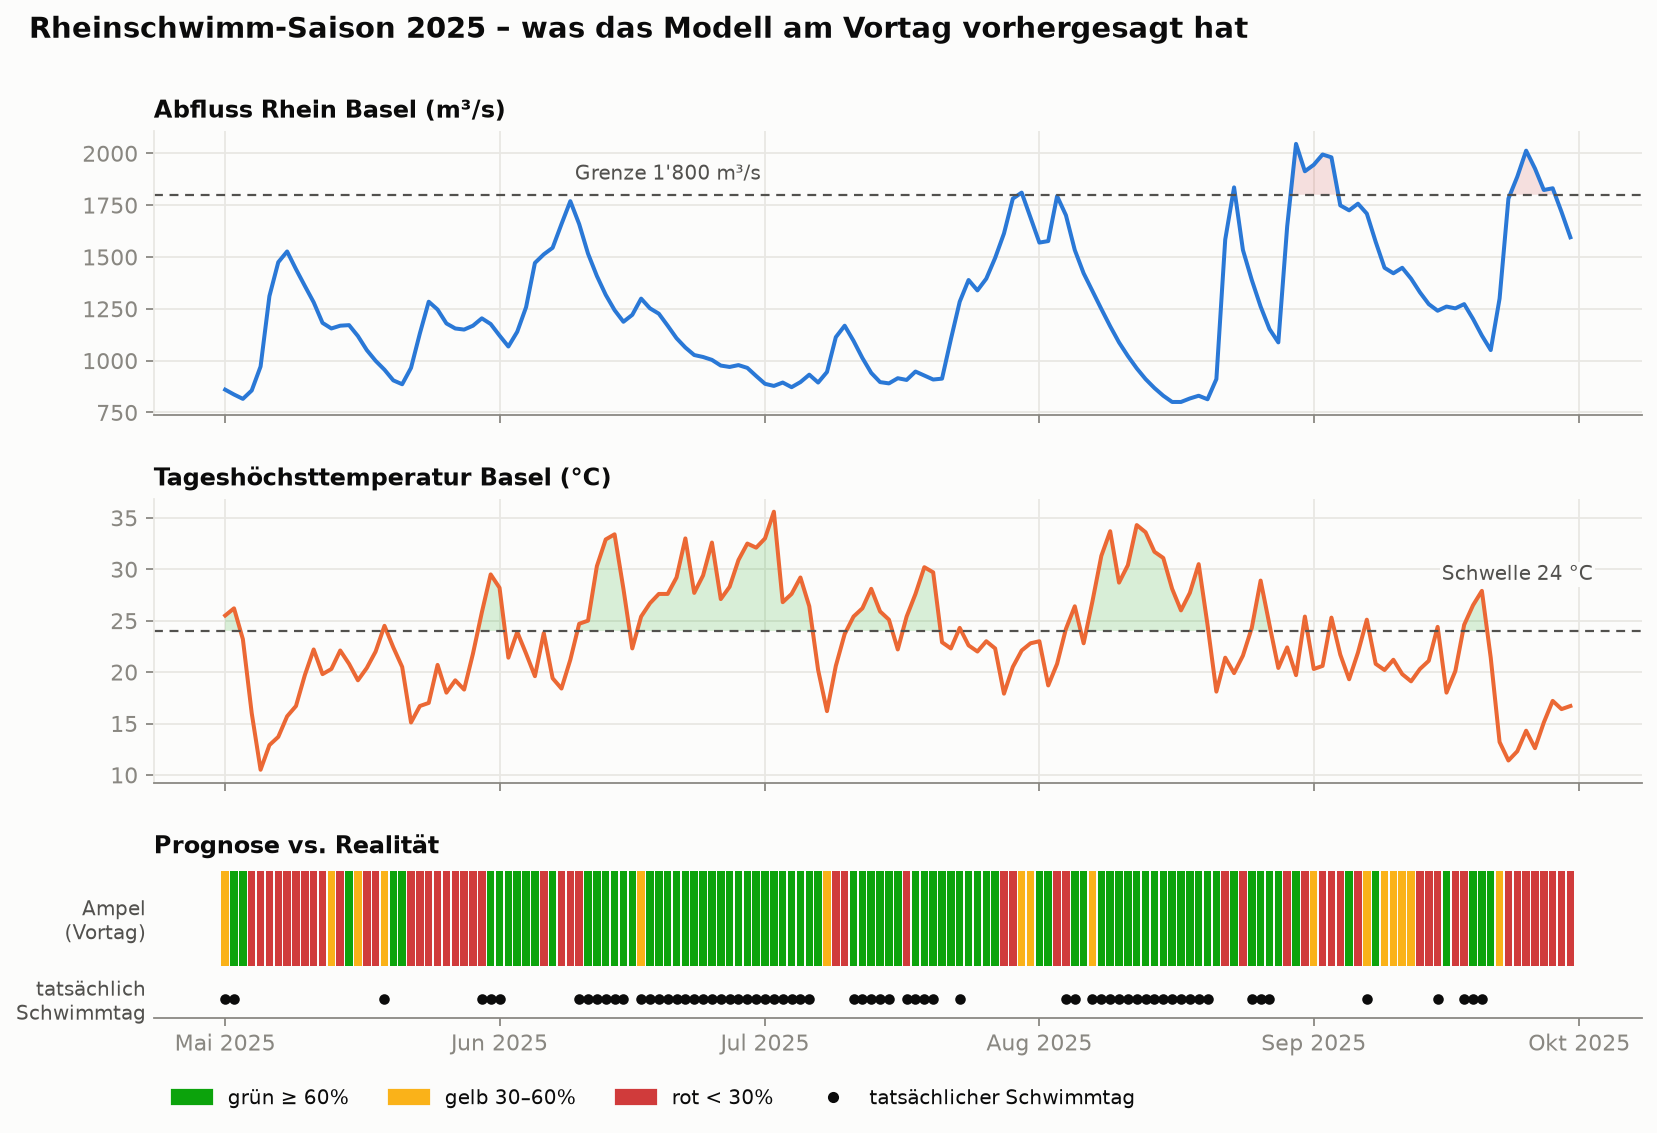 Rheinschwimm-Saison 2025 – was das Modell am Vortag vorhergesagt hat
Abfluss Rhein Basel (m³/s)
2000
1750
1500
1250
1000
750
Grenze 1'800 m³/s
Tageshöchsttemperatur Basel (°C)
35
30
25
20
15
10
Schwelle 24 °C
Prognose vs. Realität
Ampel
(Vortag)
tatsächlich
Schwimmtag
Mai 2025 Jun 2025 Jul 2025 Aug 2025 Sep 2025 Okt 2025
grün ≥ 60% gelb 30–60% rot < 30% tatsächlicher Schwimmtag